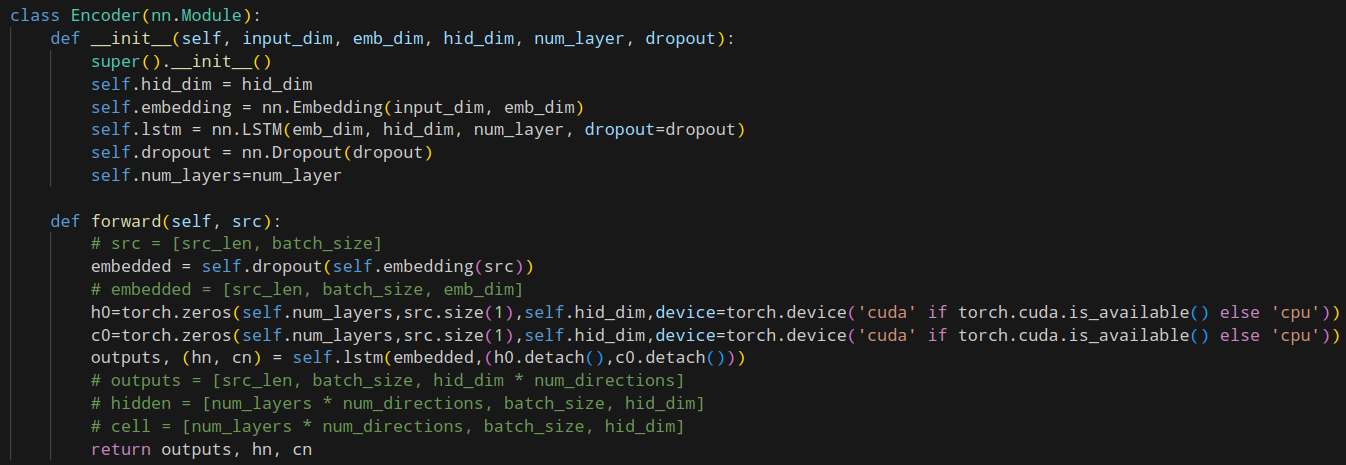 class Encoder(nn.Module):
    def __init__(self, input_dim, emb_dim, hid_dim, num_layer, dropout):
        super().__init__()
        self.hid_dim = hid_dim
        self.embedding = nn.Embedding(input_dim, emb_dim)
        self.lstm = nn.LSTM(emb_dim, hid_dim, num_layer, dropout=dropout)
        self.dropout = nn.Dropout(dropout)
        self.num_layers=num_layer

    def forward(self, src):
        # src = [src_len, batch_size]
        embedded = self.dropout(self.embedding(src))
        # embedded = [src_len, batch_size, emb_dim]
        h0=torch.zeros(self.num_layers,src.size(1),self.hid_dim,device=torch.device('cuda' if torch.cuda.is_available() else 'cpu'))
        c0=torch.zeros(self.num_layers,src.size(1),self.hid_dim,device=torch.device('cuda' if torch.cuda.is_available() else 'cpu'))
        outputs, (hn, cn) = self.lstm(embedded,(h0.detach(),c0.detach()))
        # outputs = [src_len, batch_size, hid_dim * num_directions]
        # hidden = [num_layers * num_directions, batch_size, hid_dim]
        # cell = [num_layers * num_directions, batch_size, hid_dim]
        return outputs, hn, cn